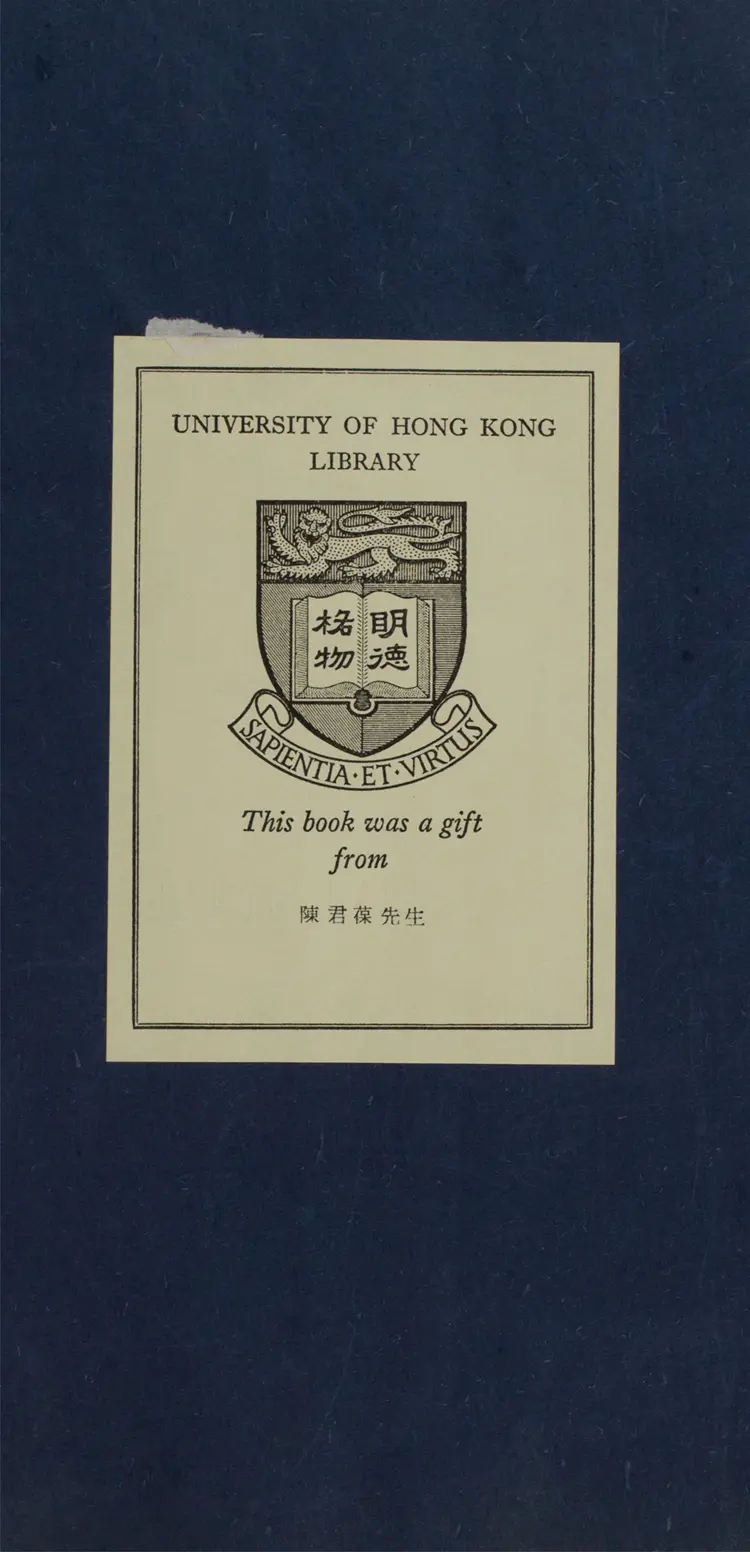 UNIVERSITY OF HONG KONG
LIBRARY
明德
格物
SAPIENTIA·ET·VIRTUS
This book was a gift
from
陳君葆先生